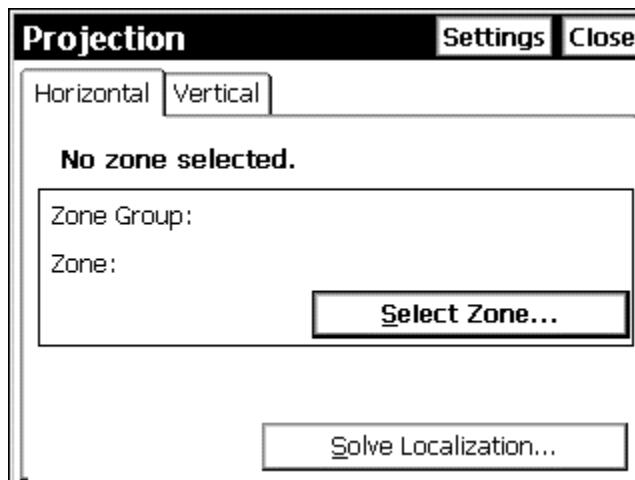 Projection Settings Close
Horizontal Vertical
No zone selected.
Zone Group:
Zone:
Select Zone...
Solve Localization...